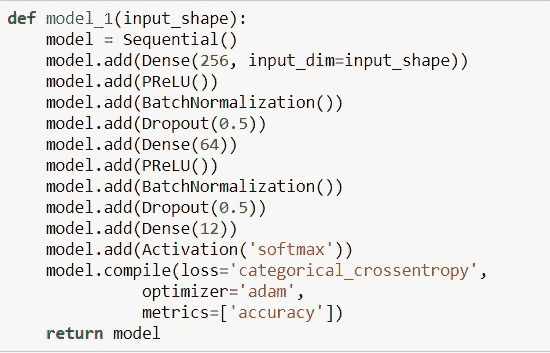 def model_1(input_shape):
    model = Sequential()
    model.add(Dense(256, input_dim=input_shape))
    model.add(PReLU())
    model.add(BatchNormalization())
    model.add(Dropout(0.5))
    model.add(Dense(64))
    model.add(PReLU())
    model.add(BatchNormalization())
    model.add(Dropout(0.5))
    model.add(Dense(12))
    model.add(Activation('softmax'))
    model.compile(loss='categorical_crossentropy',
              optimizer='adam',
              metrics=['accuracy'])
    return model